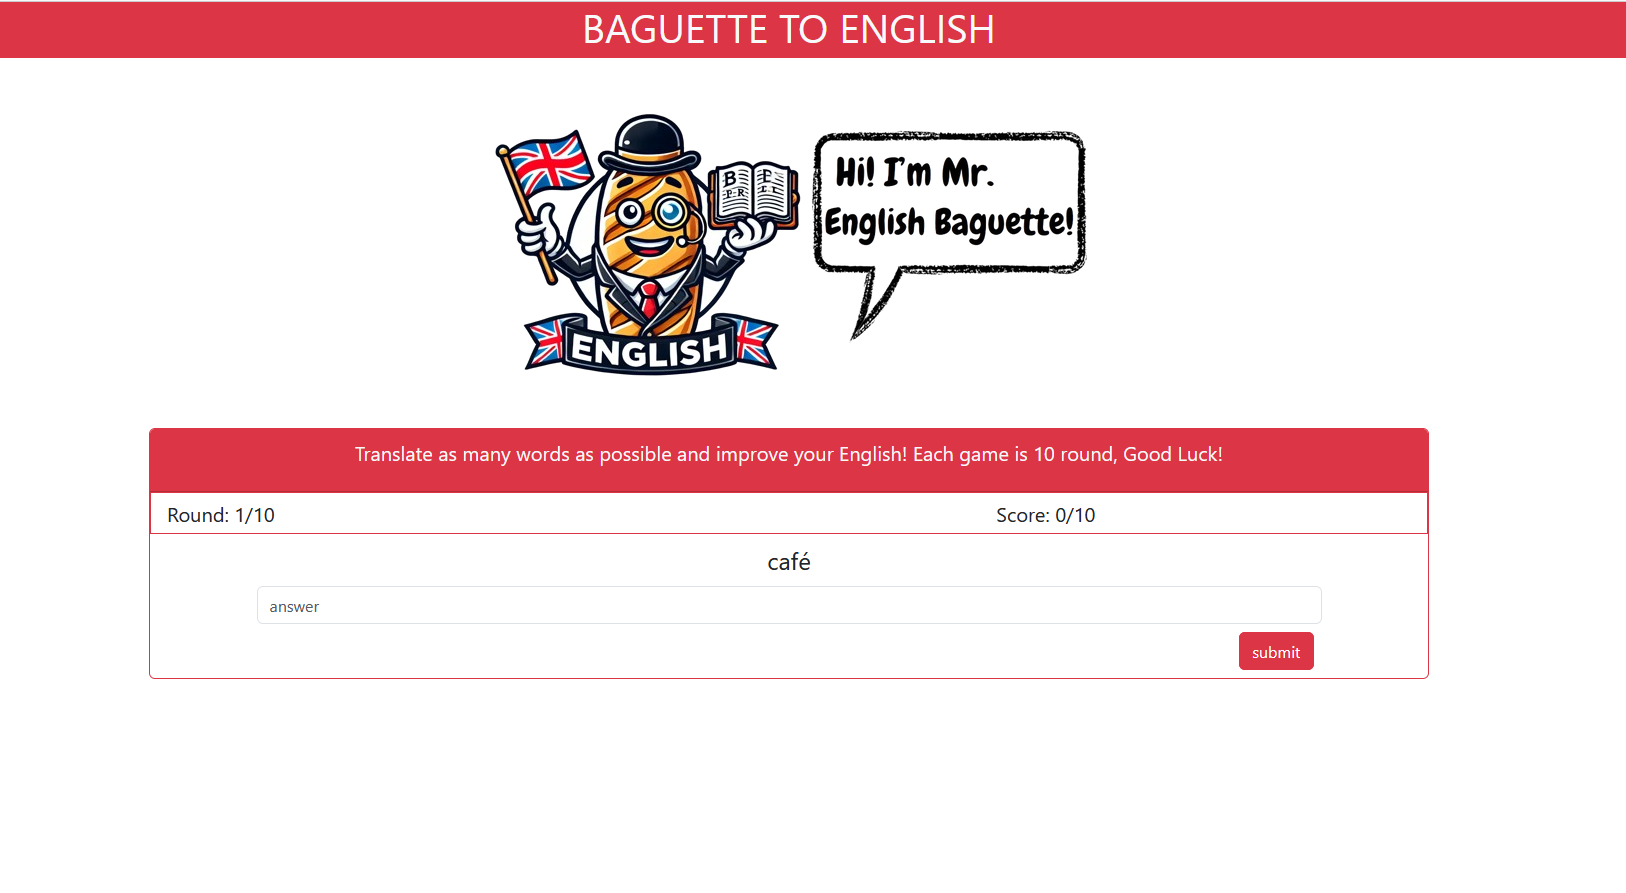 BAGUETTE TO ENGLISH
Hi! I'm Mr.
English Baguette!
ENGLISH
Translate as many words as possible and improve your English! Each game is 10 round, Good Luck!
Round: 1/10
Score: 0/10
café
answer
submit